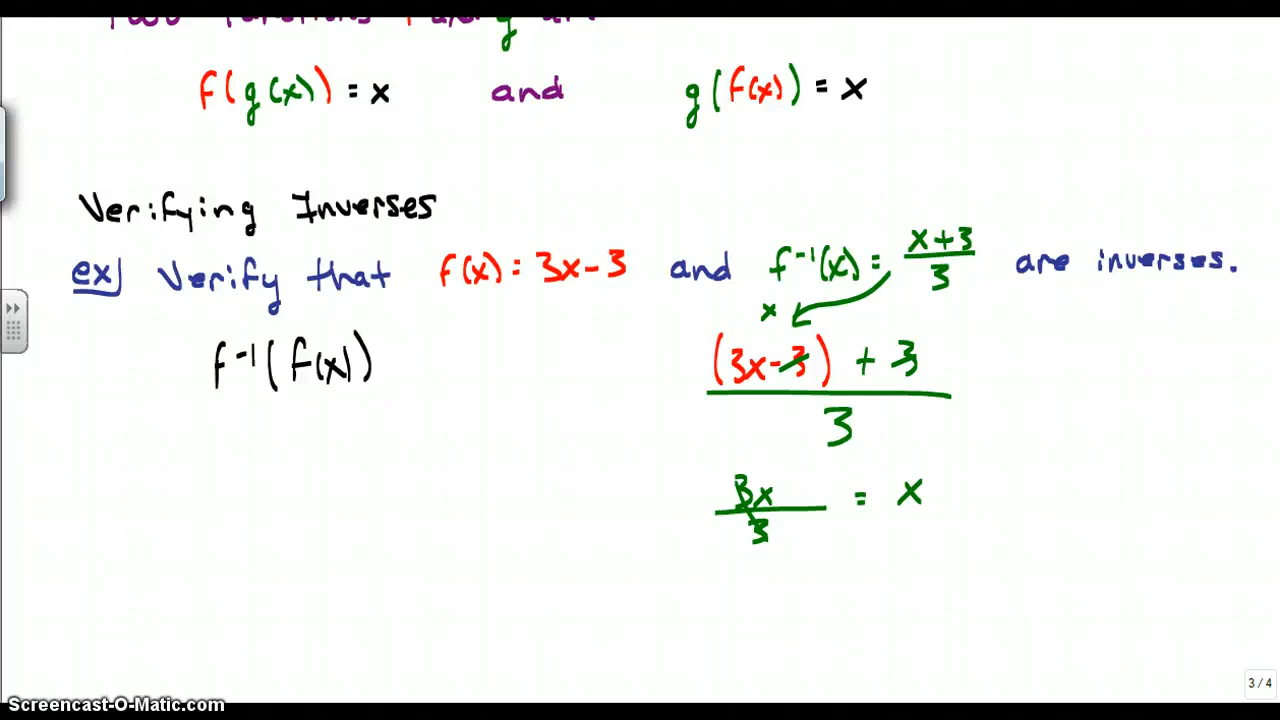 f(g(x)) = x and g(f(x)) = x
Verifying Inverses
ex] Verify that f(x) = 3x - 3 and f⁻¹(x) = (x + 3)/3 are inverses.
x
f⁻¹(f(x))
((3x - 3) + 3)/3
3x/3 = x
3 / 4
Screencast-O-Matic.com